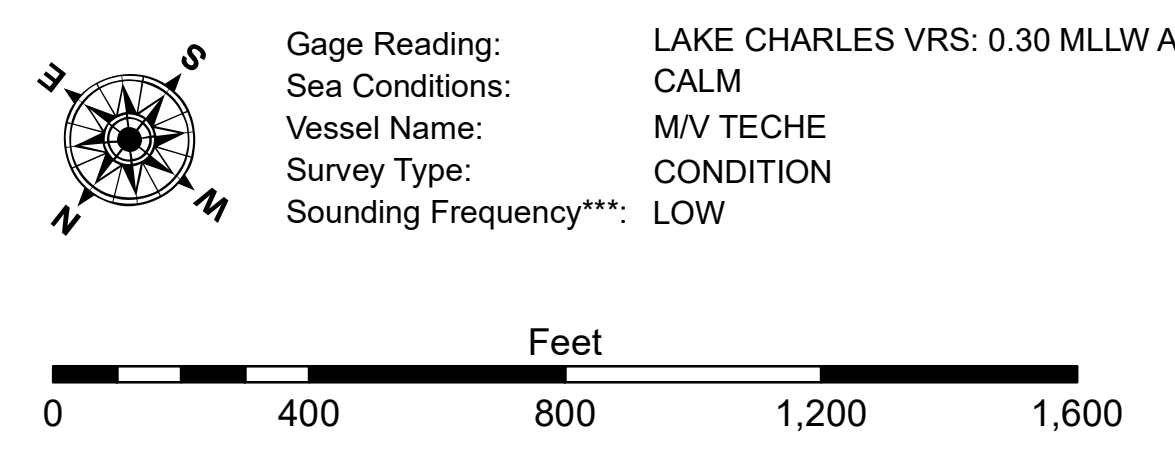 E S
N W
Gage Reading: LAKE CHARLES VRS: 0.30 MLLW A
Sea Conditions: CALM
Vessel Name: M/V TECHE
Survey Type: CONDITION
Sounding Frequency***: LOW
Feet
0 400 800 1,200 1,600